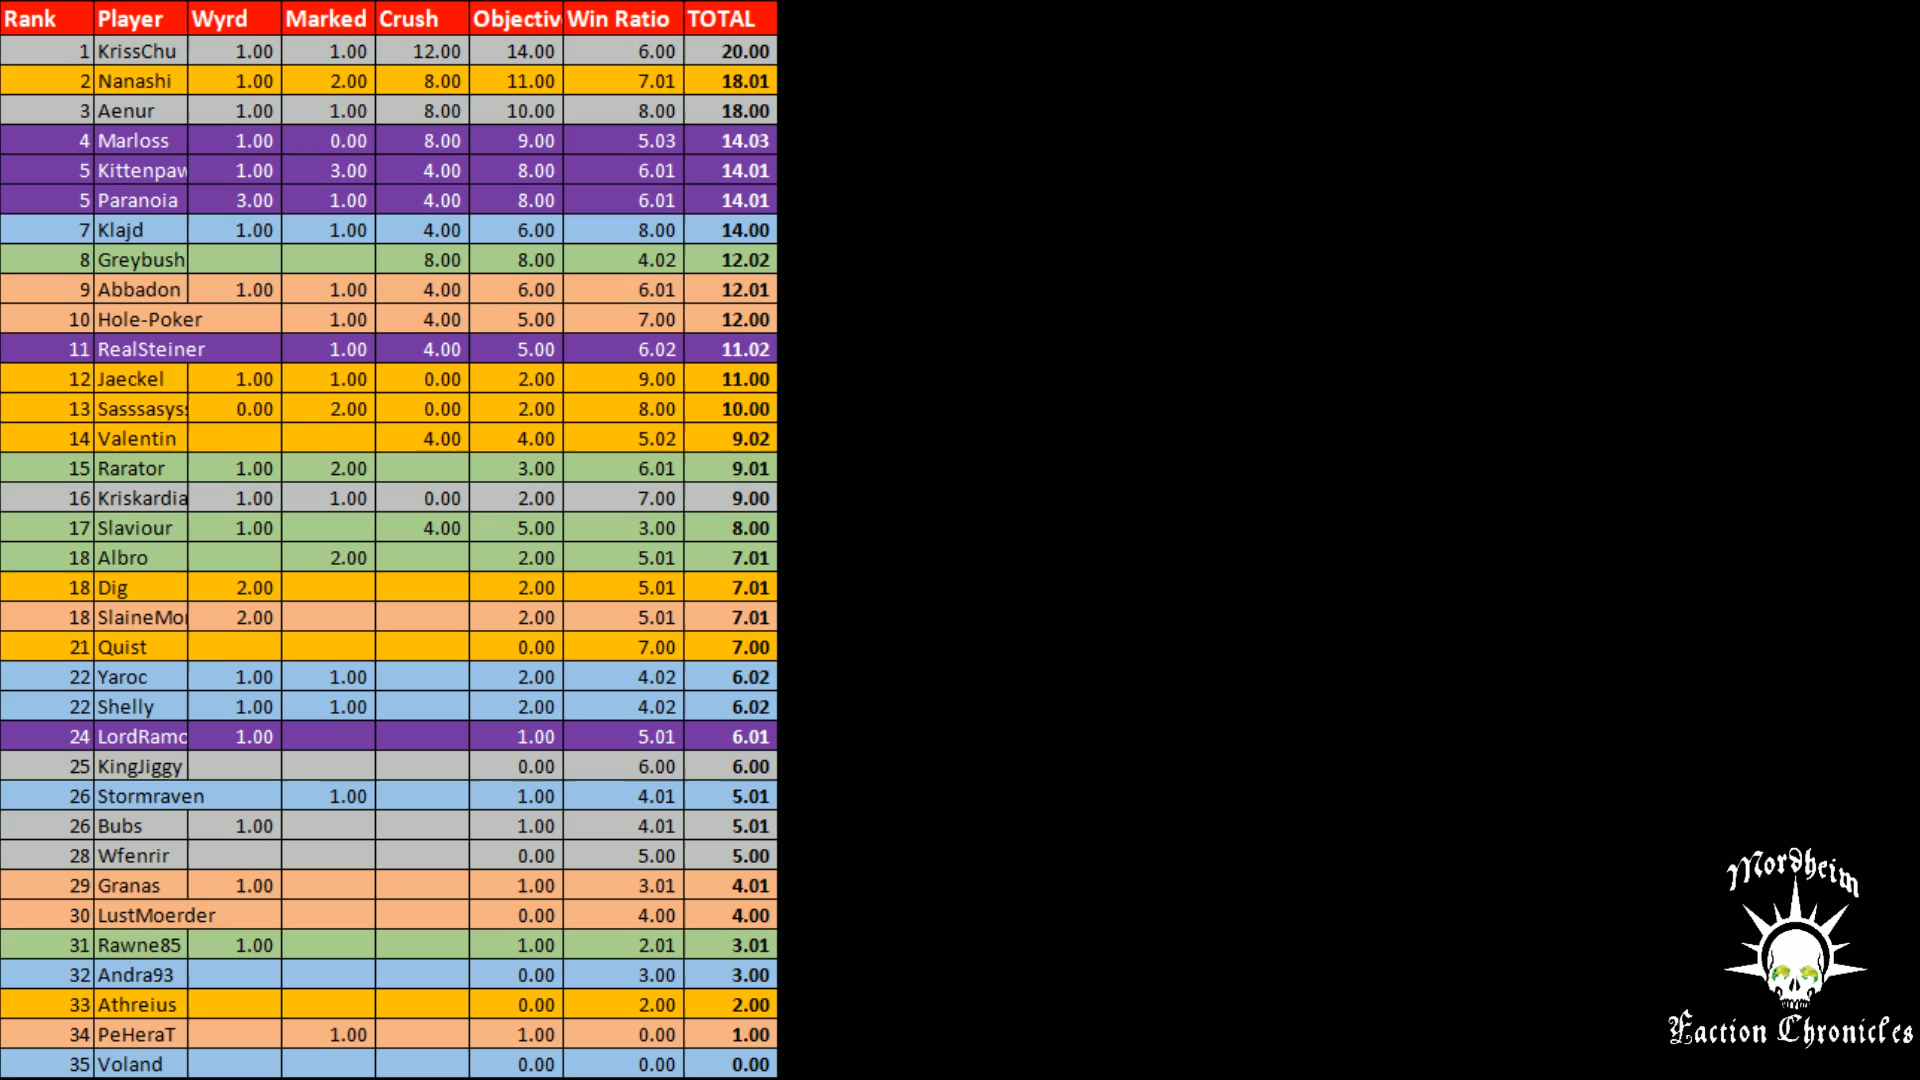 Rank Player Wyrd Marked Crush Objectiv Win Ratio TOTAL
1 KrissChu 1.00 1.00 12.00 14.00 6.00 20.00
2 Nanashi 1.00 2.00 8.00 11.00 7.01 18.01
3 Aenur 1.00 1.00 8.00 10.00 8.00 18.00
4 Marloss 1.00 0.00 8.00 9.00 5.03 14.03
5 Kittenpaw 1.00 3.00 4.00 8.00 6.01 14.01
5 Paranoia 3.00 1.00 4.00 8.00 6.01 14.01
7 Klajd 1.00 1.00 4.00 6.00 8.00 14.00
8 Greybush 8.00 8.00 4.02 12.02
9 Abbadon 1.00 1.00 4.00 6.00 6.01 12.01
10 Hole-Poker 1.00 4.00 5.00 7.00 12.00
11 RealSteiner 1.00 4.00 5.00 6.02 11.02
12 Jaeckel 1.00 1.00 0.00 2.00 9.00 11.00
13 Sasssasys 0.00 2.00 0.00 2.00 8.00 10.00
14 Valentin 4.00 4.00 5.02 9.02
15 Rarator 1.00 2.00 3.00 6.01 9.01
16 Kriskardia 1.00 1.00 0.00 2.00 7.00 9.00
17 Slaviour 1.00 4.00 5.00 3.00 8.00
18 Albro 2.00 2.00 5.01 7.01
18 Dig 2.00 2.00 5.01 7.01
18 SlaineMo 2.00 2.00 5.01 7.01
21 Quist 0.00 7.00 7.00
22 Yaroc 1.00 1.00 2.00 4.02 6.02
22 Shelly 1.00 1.00 2.00 4.02 6.02
24 LordRamo 1.00 1.00 5.01 6.01
25 KingJiggy 0.00 6.00 6.00
26 Stormraven 1.00 1.00 4.01 5.01
26 Bubs 1.00 1.00 4.01 5.01
28 Wfenrir 0.00 5.00 5.00
29 Granas 1.00 1.00 3.01 4.01
30 LustMoerder 0.00 4.00 4.00
31 Rawne85 1.00 1.00 2.01 3.01
32 Andra93 0.00 3.00 3.00
33 Athreius 0.00 2.00 2.00
34 PeHeraT 1.00 1.00 0.00 1.00
35 Voland 0.00 0.00 0.00
Mordheim
Faction Chronicles